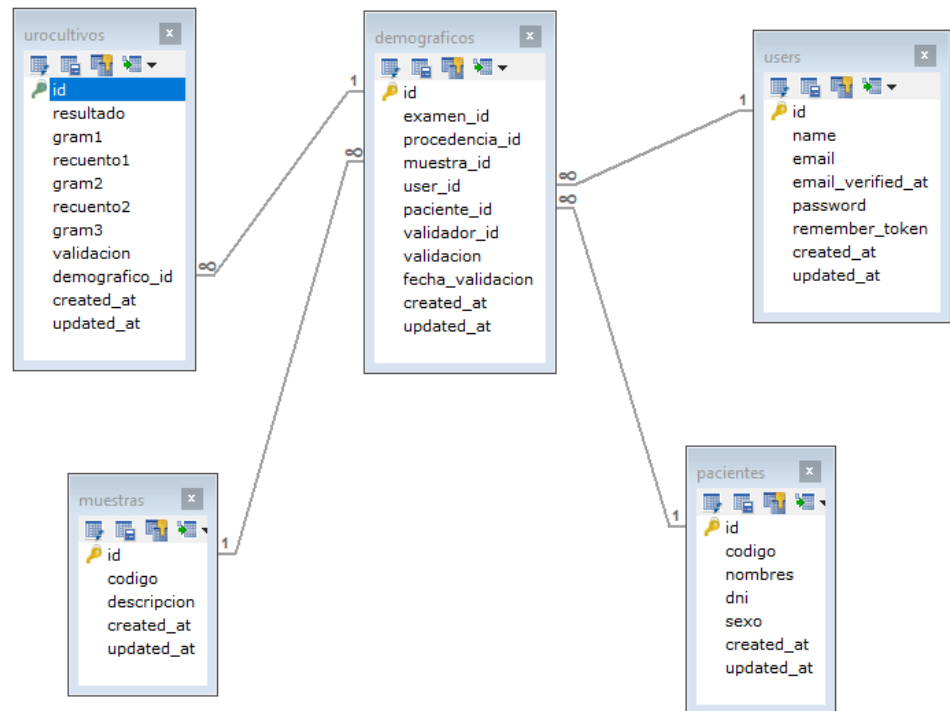 urocultivos
id
resultado
gram1
recuento1
gram2
recuento2
gram3
validacion
demografico_id
created_at
updated_at
demograficos
id
examen_id
procedencia_id
muestra_id
user_id
paciente_id
validador_id
validacion
fecha_validacion
created_at
updated_at
users
id
name
email
email_verified_at
password
remember_token
created_at
updated_at
muestras
id
codigo
descripcion
created_at
updated_at
pacientes
id
codigo
nombres
dni
sexo
created_at
updated_at
1
∞
∞
1
1
∞
∞
1